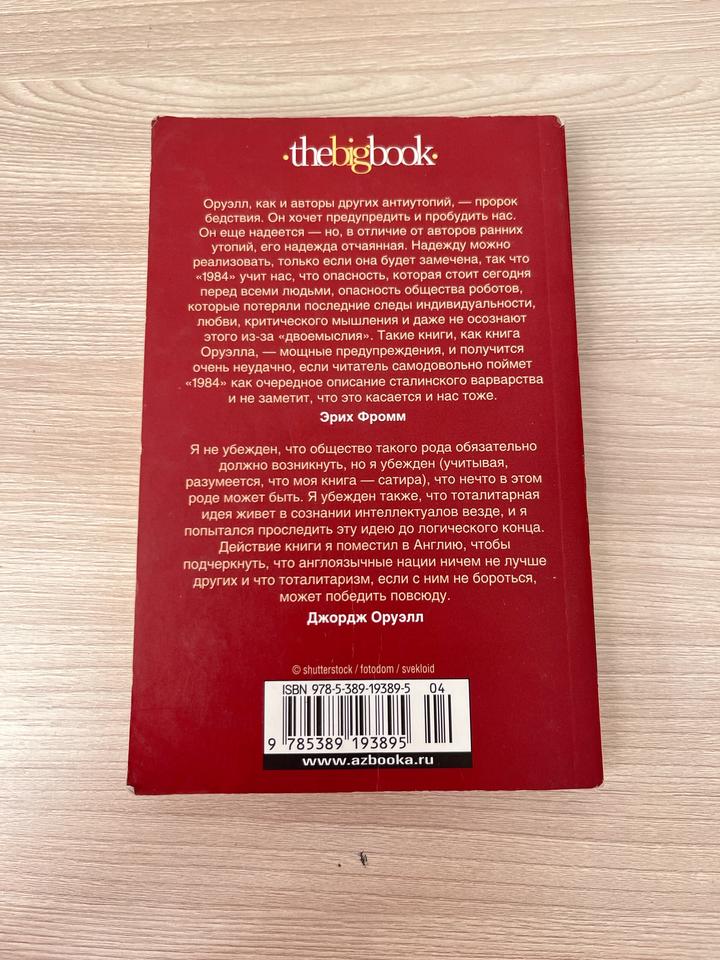 ·thebigbook·
Оруэлл, как и авторы других антиутопий, — пророк
бедствия. Он хочет предупредить и пробудить нас.
Он еще надеется — но, в отличие от авторов ранних
утопий, его надежда отчаянная. Надежду можно
реализовать, только если она будет замечена, так что
«1984» учит нас, что опасность, которая стоит сегодня
перед всеми людьми, опасность общества роботов,
которые потеряли последние следы индивидуальности,
любви, критического мышления и даже не осознают
этого из-за «двоемыслия». Такие книги, как книга
Оруэлла, — мощные предупреждения, и получится
очень неудачно, если читатель самодовольно поймет
«1984» как очередное описание сталинского варварства
и не заметит, что это касается и нас тоже.
Эрих Фромм
Я не убежден, что общество такого рода обязательно
должно возникнуть, но я убежден (учитывая,
разумеется, что моя книга — сатира), что нечто в этом
роде может быть. Я убежден также, что тоталитарная
идея живет в сознании интеллектуалов везде, и я
попытался проследить эту идею до логического конца.
Действие книги я поместил в Англию, чтобы
подчеркнуть, что англоязычные нации ничем не лучше
других и что тоталитаризм, если с ним не бороться,
может победить повсюду.
Джордж Оруэлл
© shutterstock / fotodom / svekloid
ISBN 978-5-389-19389-5 04
9 785389 193895
www.azbooka.ru